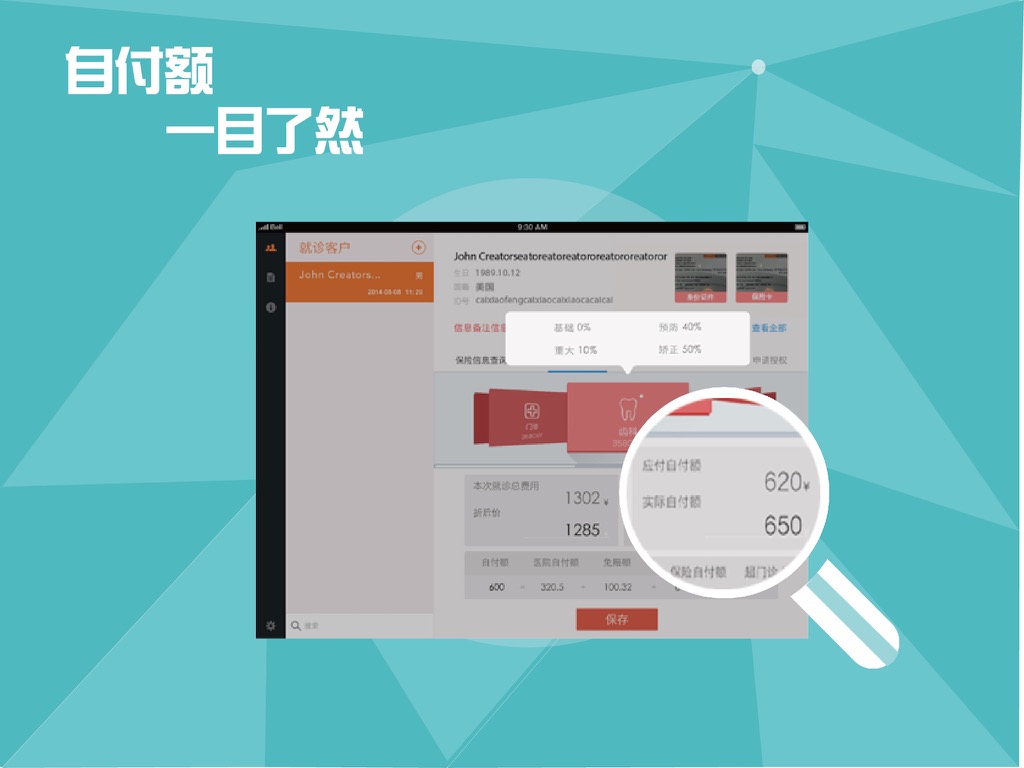 自付额
一目了然
Bell
9:30 AM
就诊客户
John Creators...
男
2014-08-08 11:20
John Creatorseatoreatoreatororeatororeatoror
生日 1989.10.12
国籍 美国
ID号 caixiaofengcaixiaocaixiaocacaicai
身份证件
保险卡
信息备注信息
查看全部
基础 0%
预防 40%
重大 10%
矫正 50%
保险信息查询
申请授权
门诊
齿科
本次就诊总费用
1302 ¥
折后价
1285
应付自付额
620¥
实际自付额
650
自付额
医院自付额
免赔额
保险自付额
超门诊
600
320.5
100.32
保存
搜索